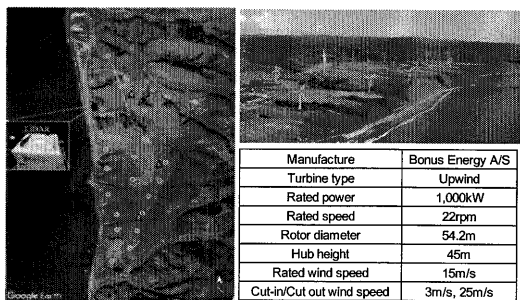 Google Earth
Manufacture Bonus Energy A/S
Turbine type Upwind
Rated power 1,000kW
Rated speed 22rpm
Rotor diameter 54.2m
Hub height 45m
Rated wind speed 15m/s
Cut-in/Cut out wind speed 3m/s, 25m/s